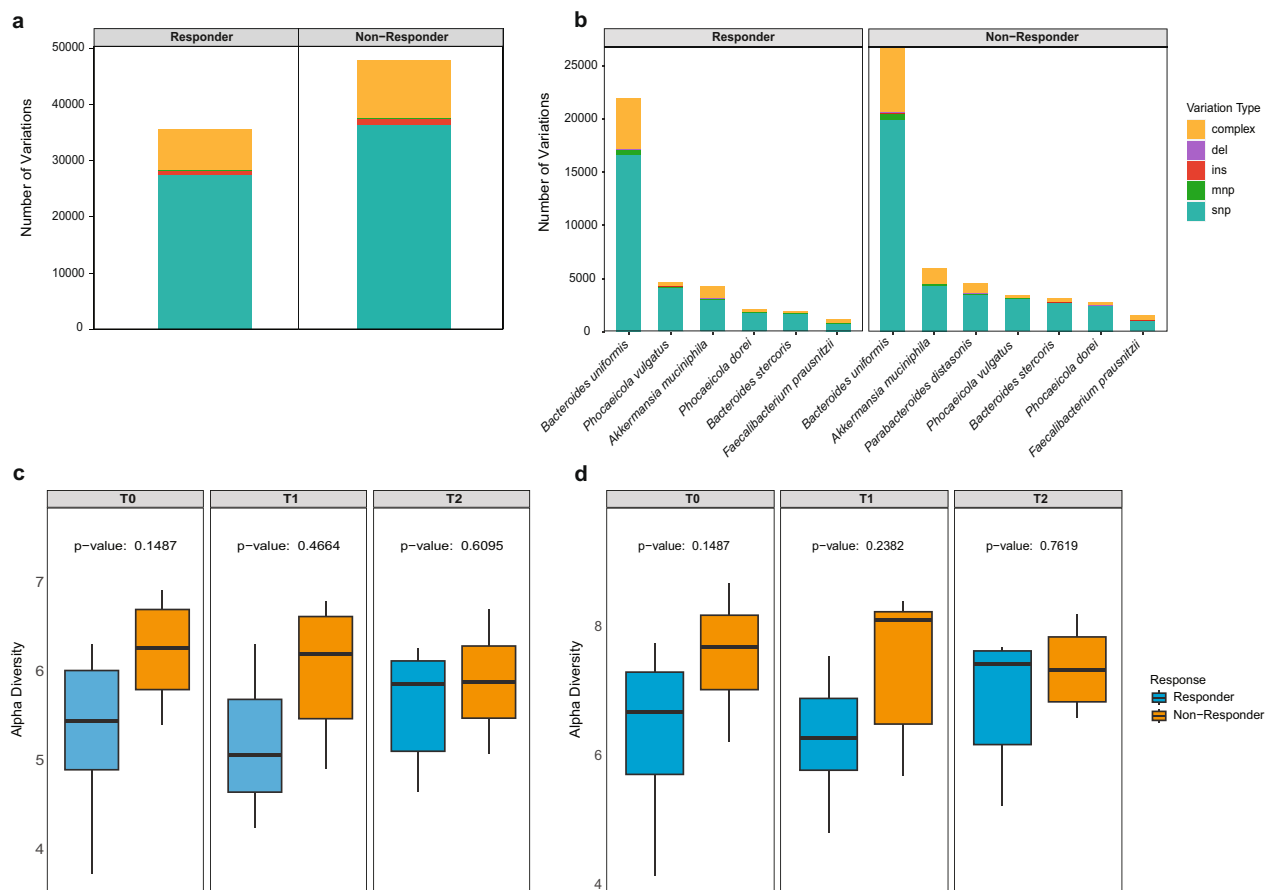 a
Responder
Non-Responder
Number of Variations
50000
40000
30000
20000
10000
0
b
Responder
Non-Responder
Number of Variations
25000
20000
15000
10000
5000
0
Bacteroides uniformis
Phocaeicola vulgatus
Akkermansia muciniphila
Phocaeicola dorei
Bacteroides stercoris
Faecalibacterium prausnitzii
Bacteroides uniformis
Akkermansia muciniphila
Parabacteroides distasonis
Phocaeicola vulgatus
Bacteroides stercoris
Phocaeicola dorei
Faecalibacterium prausnitzii
Variation Type
complex
del
ins
mnp
snp
c
T0
T1
T2
p-value: 0.1487
p-value: 0.4664
p-value: 0.6095
Alpha Diversity
7
6
5
4
d
T0
T1
T2
p-value: 0.1487
p-value: 0.2382
p-value: 0.7619
Alpha Diversity
8
6
4
Response
Responder
Non−Responder